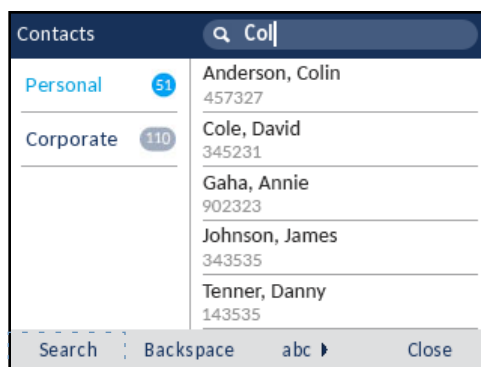 Contacts
Col
Personal 51
Corporate 110
Anderson, Colin
457327
Cole, David
345231
Gaha, Annie
902323
Johnson, James
343535
Tenner, Danny
143535
Search Backspace abc Close